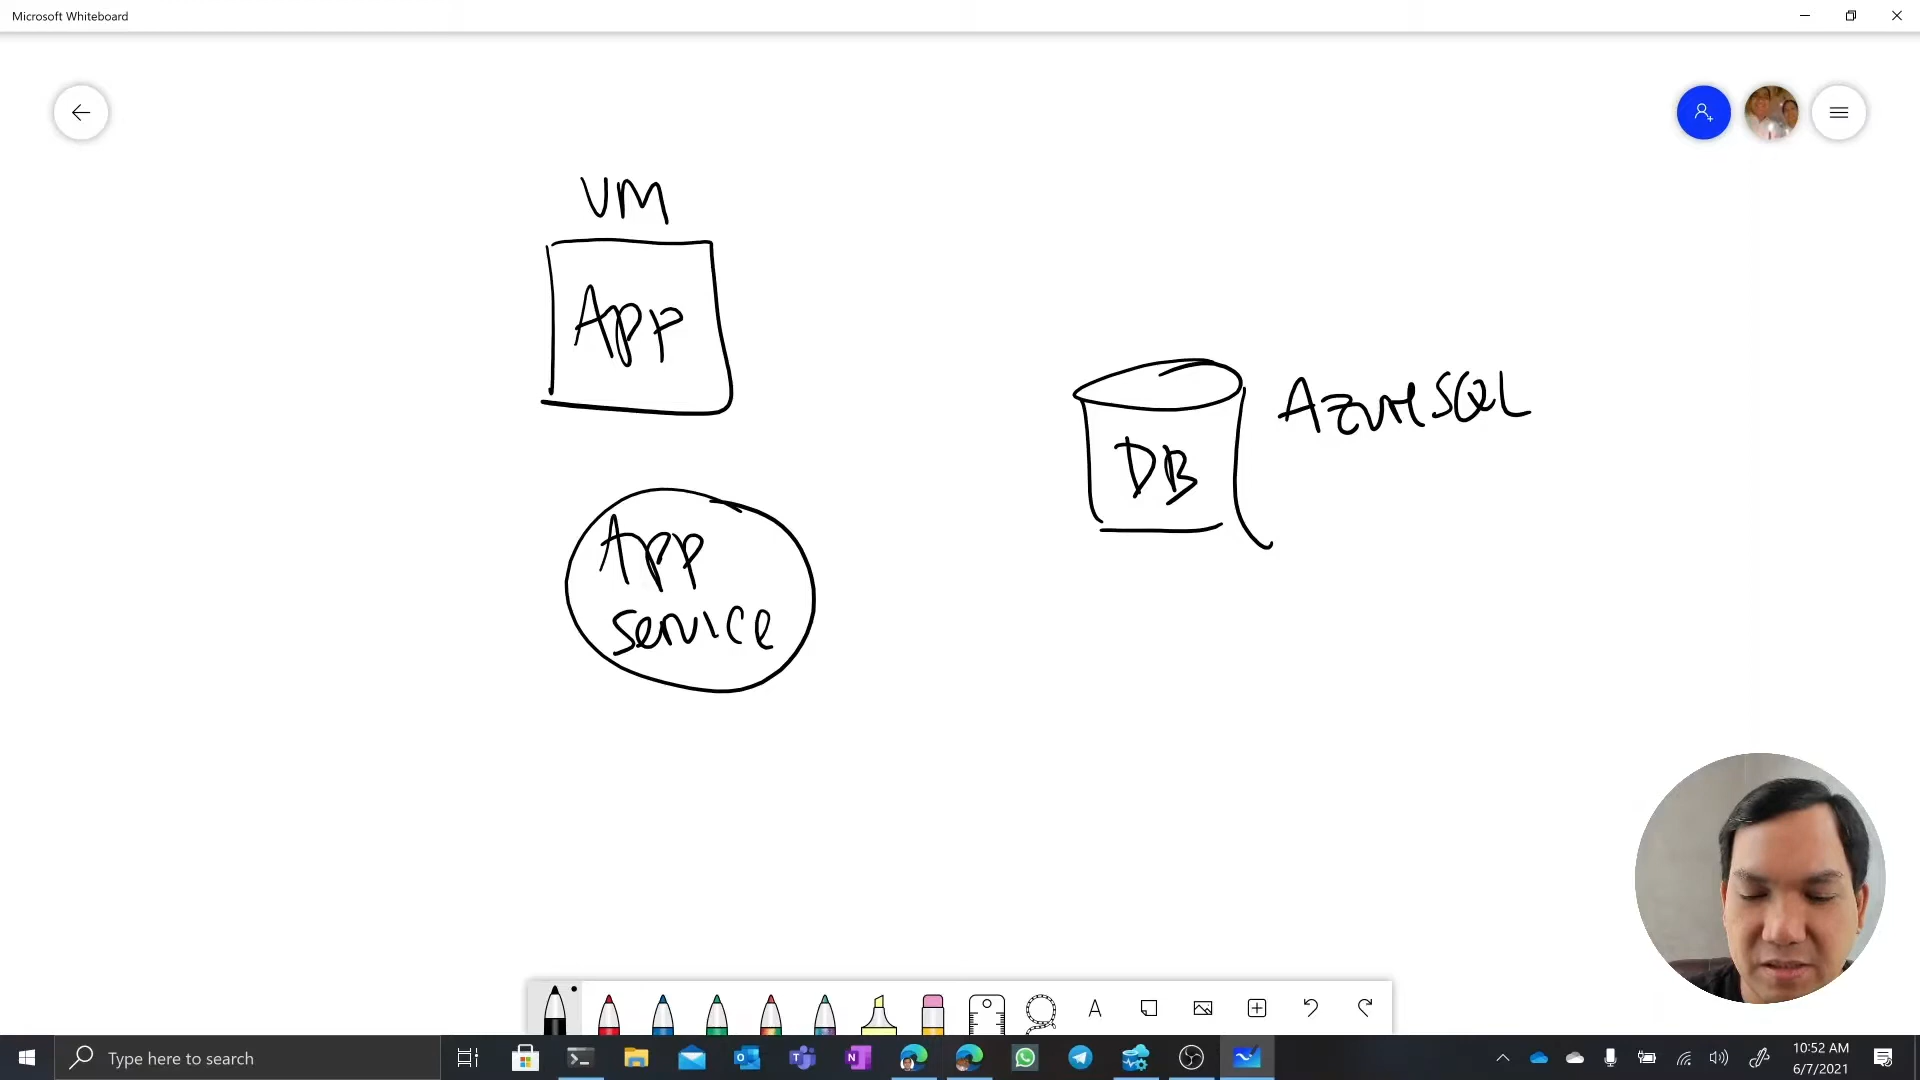 Microsoft Whiteboard
VM
App
AzureSQL
DB
App
service
A
Type here to search
10:52 AM
6/7/2021